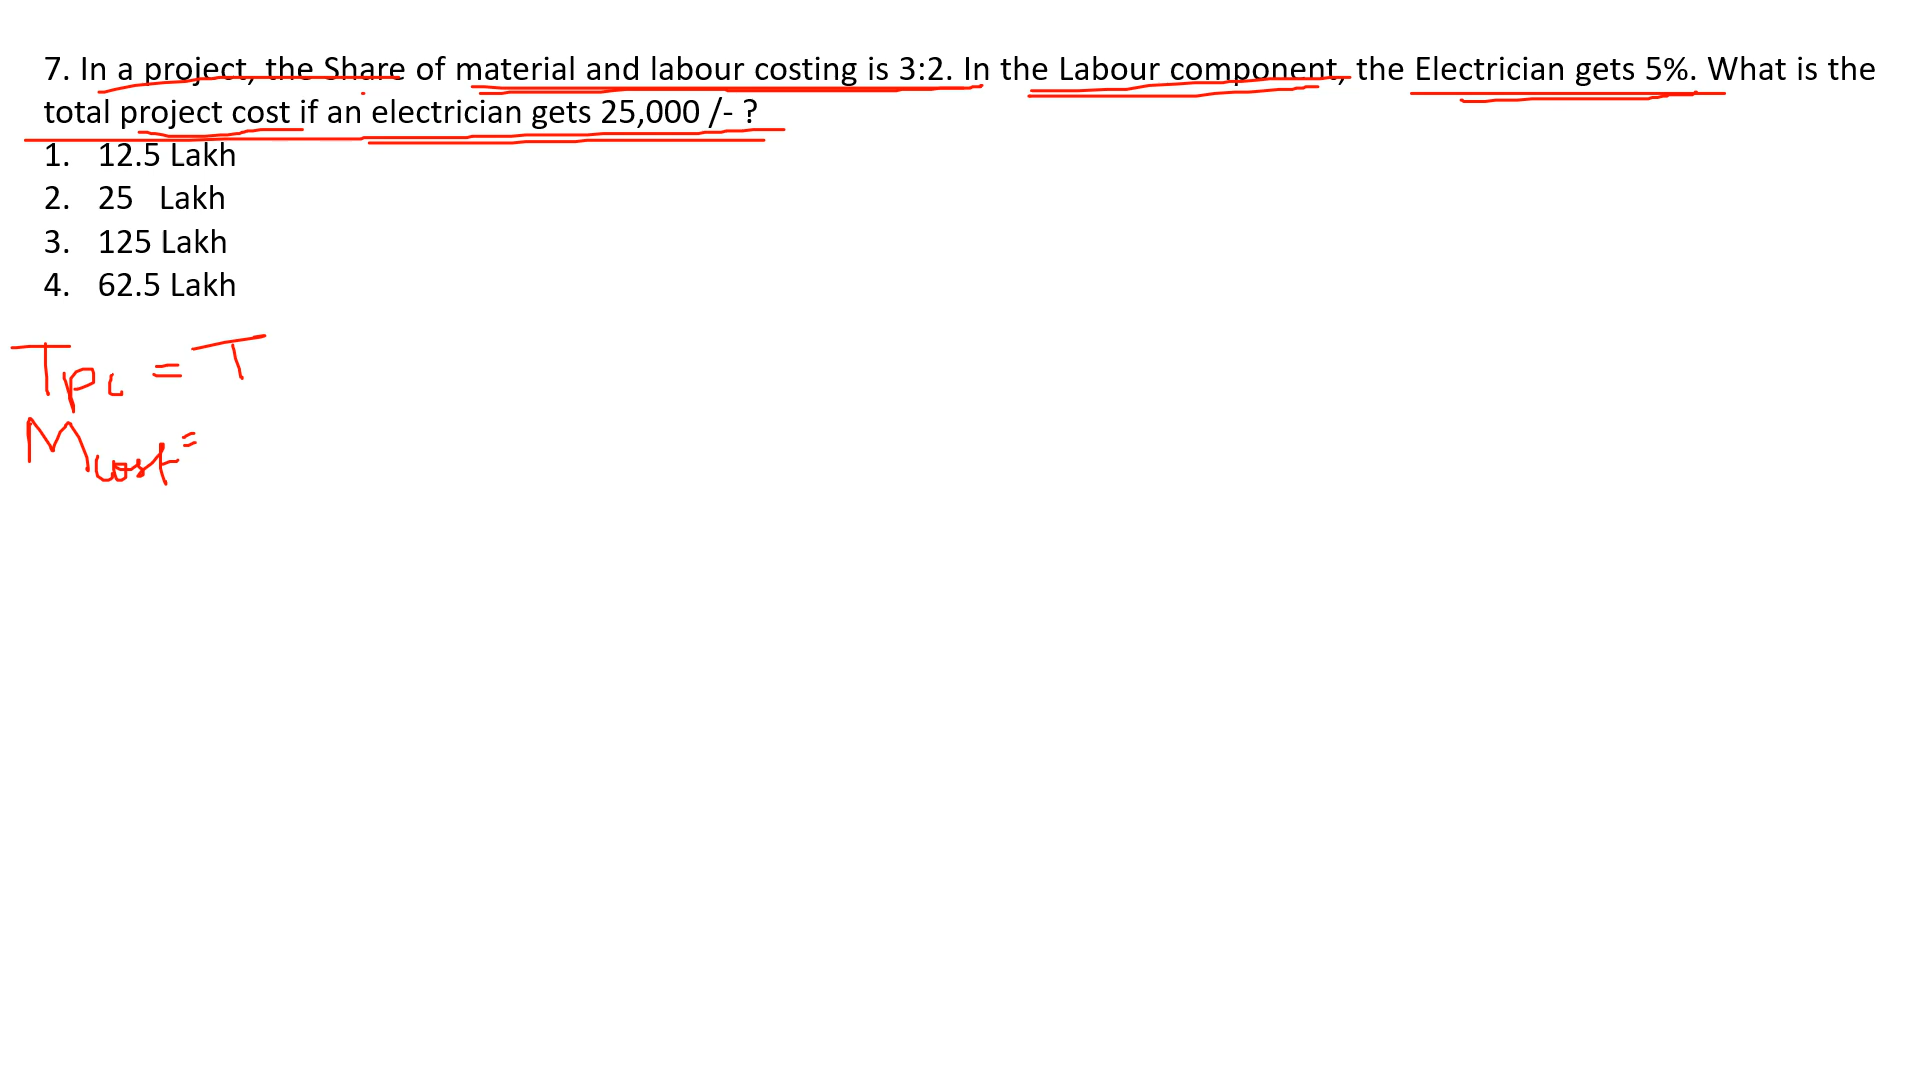 7. In a project, the Share of material and labour costing is 3:2. In the Labour component, the Electrician gets 5%. What is the
total project cost if an electrician gets 25,000 /- ?
1. 12.5 Lakh
2. 25 Lakh
3. 125 Lakh
4. 62.5 Lakh
TPC = T
Mcost =